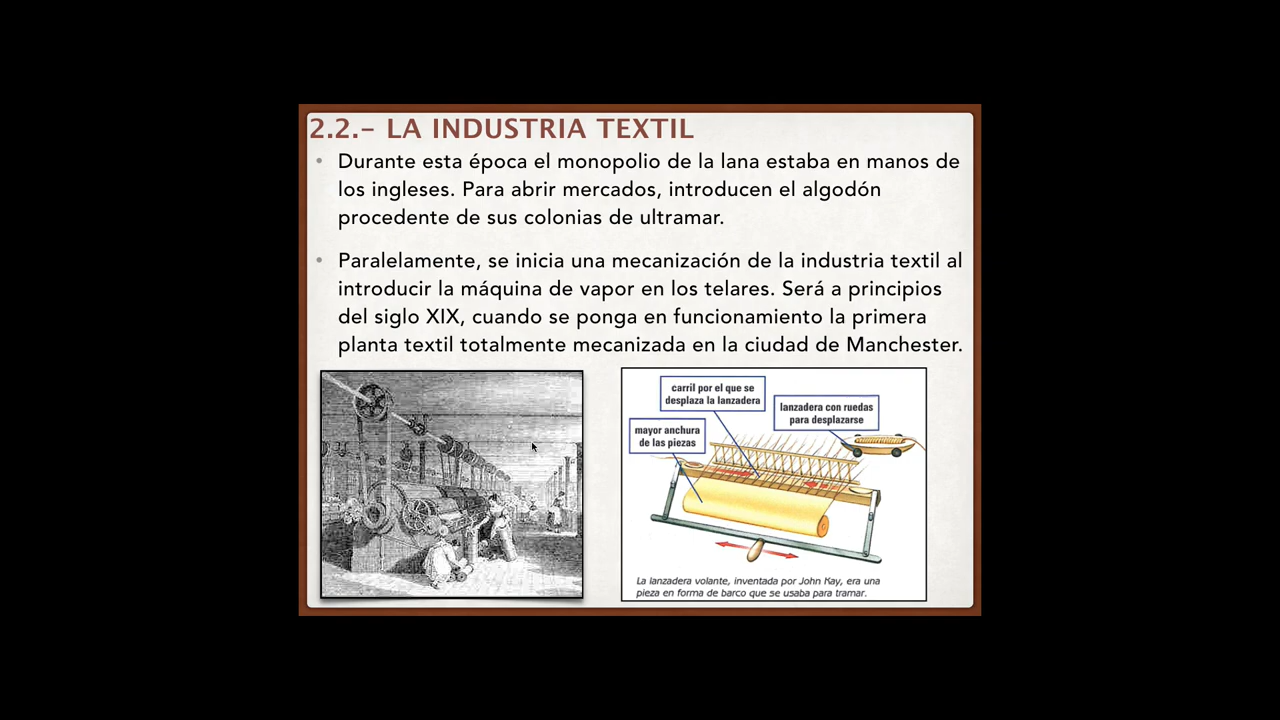 2.2.- LA INDUSTRIA TEXTIL
• Durante esta época el monopolio de la lana estaba en manos de
los ingleses. Para abrir mercados, introducen el algodón
procedente de sus colonias de ultramar.
• Paralelamente, se inicia una mecanización de la industria textil al
introducir la máquina de vapor en los telares. Será a principios
del siglo XIX, cuando se ponga en funcionamiento la primera
planta textil totalmente mecanizada en la ciudad de Manchester.
carril por el que se
desplaza la lanzadera
lanzadera con ruedas
para desplazarse
mayor anchura
de las piezas
La lanzadera volante, inventada por John Kay, era una
pieza en forma de barco que se usaba para tramar.